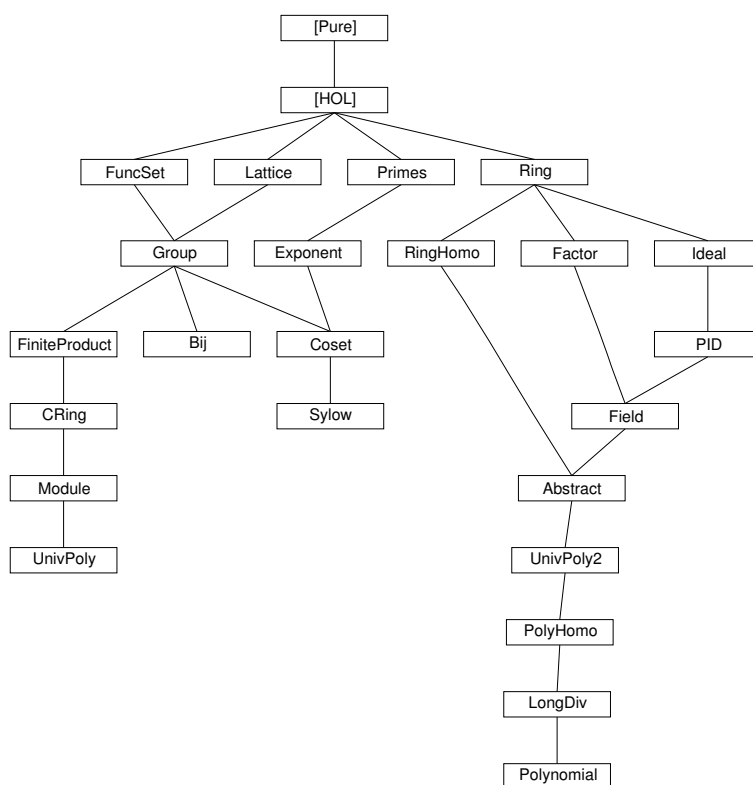 [Pure]
[HOL]
FuncSet
Lattice
Primes
Ring
Group
Exponent
RingHomo
Factor
Ideal
FiniteProduct
Bij
Coset
PID
CRing
Sylow
Field
Module
Abstract
UnivPoly
UnivPoly2
PolyHomo
LongDiv
Polynomial